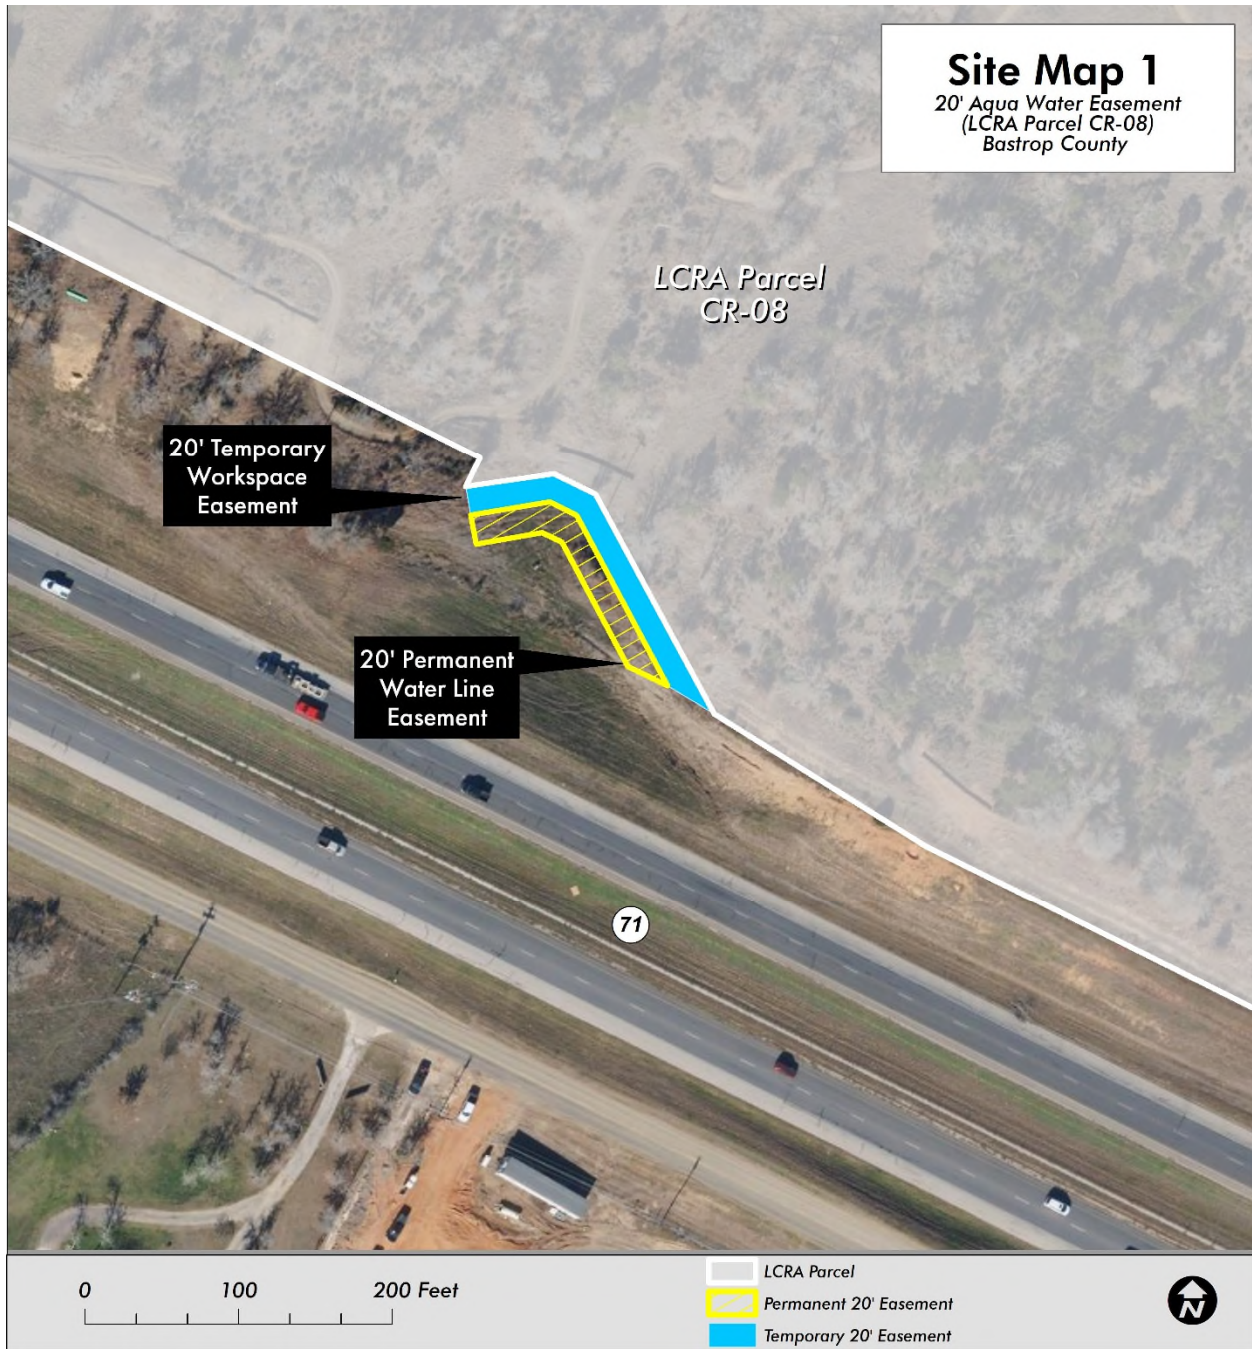 Site Map 1
20' Aqua Water Easement
(LCRA Parcel CR-08)
Bastrop County
LCRA Parcel
CR-08
20' Temporary
Workspace
Easement
20' Permanent
Water Line
Easement
71
0 100 200 Feet
LCRA Parcel
Permanent 20' Easement
Temporary 20' Easement
N